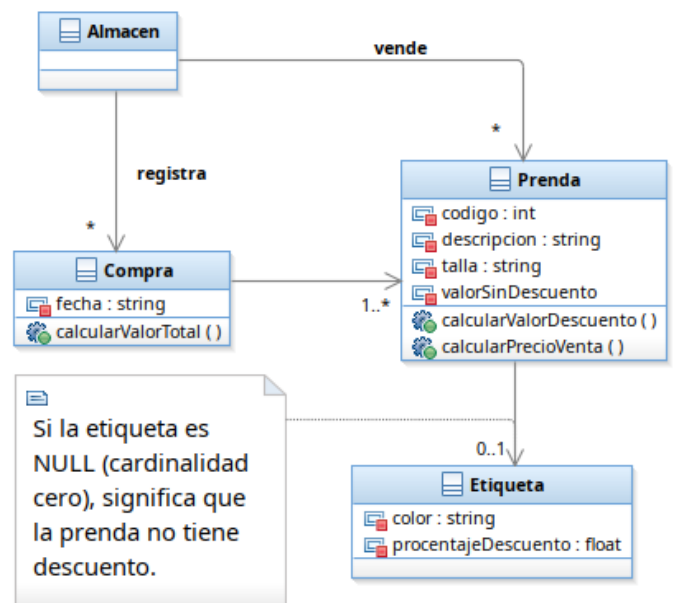 Almacen
vende
*
registra
*
Prenda
codigo : int
descripcion : string
talla : string
valorSinDescuento
calcularValorDescuento ( )
calcularPrecioVenta ( )
Compra
fecha : string
calcularValorTotal ( )
1..*
Si la etiqueta es
NULL (cardinalidad
cero), significa que
la prenda no tiene
descuento.
0..1
Etiqueta
color : string
procentajeDescuento : float